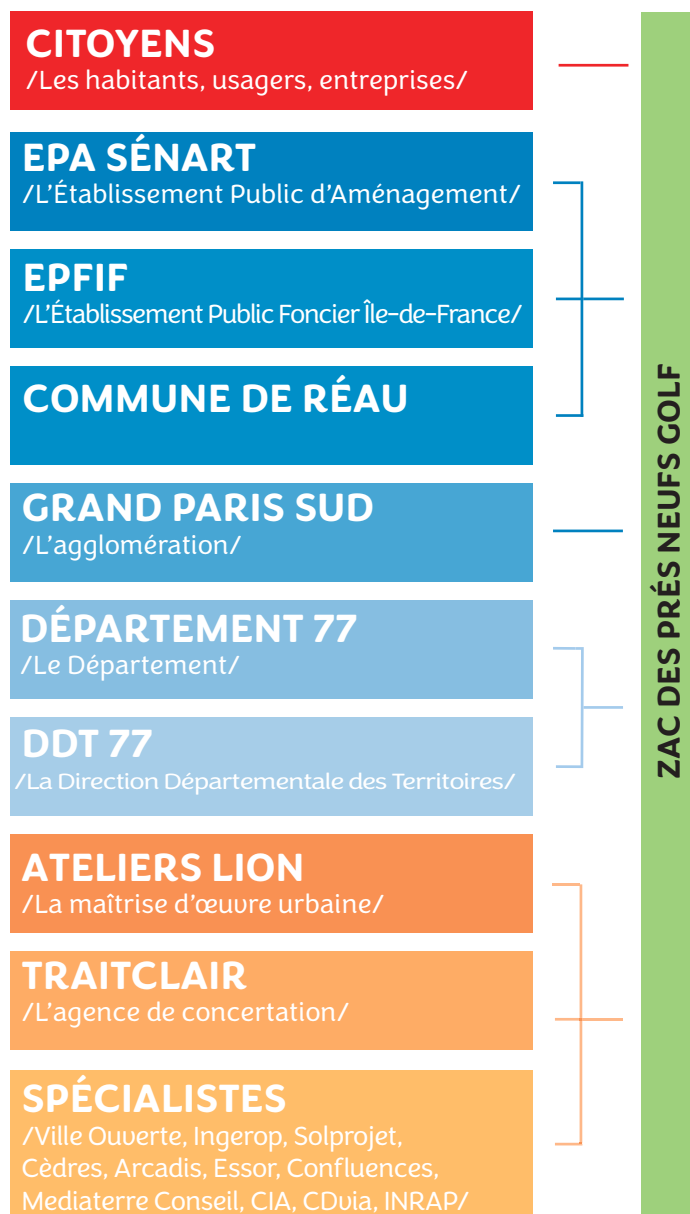 CITOYENS
/Les habitants, usagers, entreprises/
EPA SÉNART
/L'Établissement Public d'Aménagement/
EPFIF
/L'Établissement Public Foncier Île-de-France/
COMMUNE DE RÉAU
GRAND PARIS SUD
/L'agglomération/
DÉPARTEMENT 77
/Le Département/
DDT 77
/La Direction Départementale des Territoires/
ATELIERS LION
/La maîtrise d'œuvre urbaine/
TRAITCLAIR
/L'agence de concertation/
SPÉCIALISTES
/Ville Ouverte, Ingerop, Solprojet,
Cèdres, Arcadis, Essor, Confluences,
Mediaterre Conseil, CIA, CDvia, INRAP/
ZAC DES PRÉS NEUFS GOLF